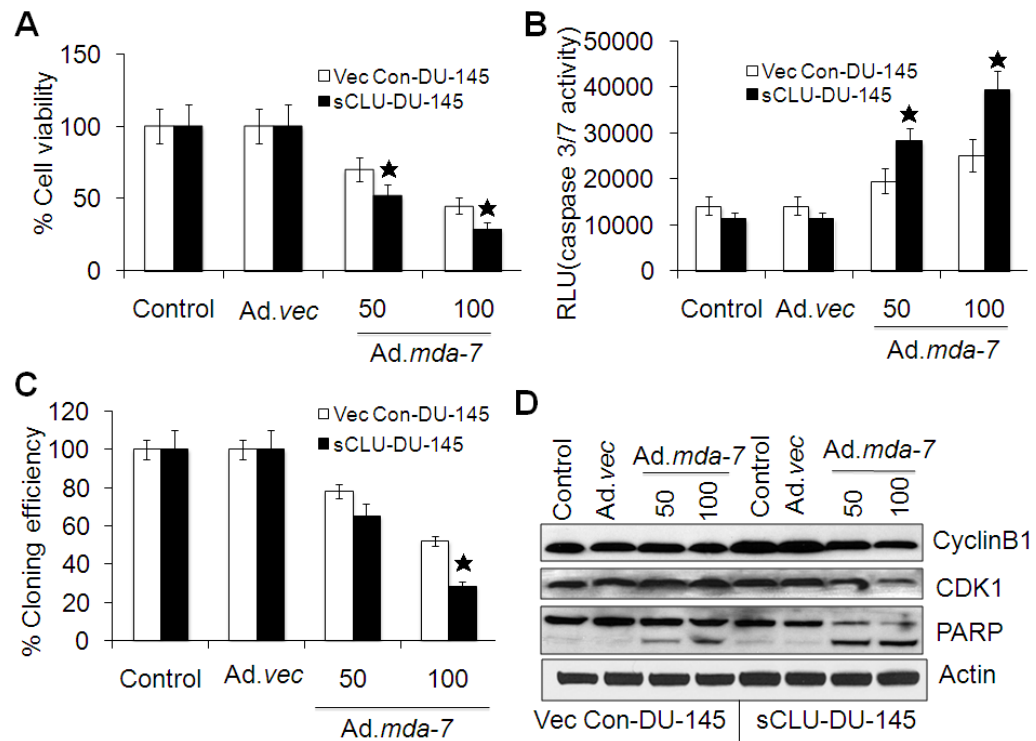 A
150
100
50
0
% Cell viability
Vec Con-DU-145
sCLU-DU-145
Control
Ad.vec
50
100
Ad.mda-7
B
50000
40000
30000
20000
10000
0
RLU(caspase 3/7 activity)
Vec Con-DU-145
sCLU-DU-145
Control
Ad.vec
50
100
Ad.mda-7
C
120
100
80
60
40
20
0
% Cloning efficiency
Vec Con-DU-145
sCLU-DU-145
Control
Ad.vec
50
100
Ad.mda-7
D
Control
Ad.vec
Ad.mda-7
50
100
Control
Ad.vec
Ad.mda-7
50
100
CyclinB1
CDK1
PARP
Actin
Vec Con-DU-145
sCLU-DU-145